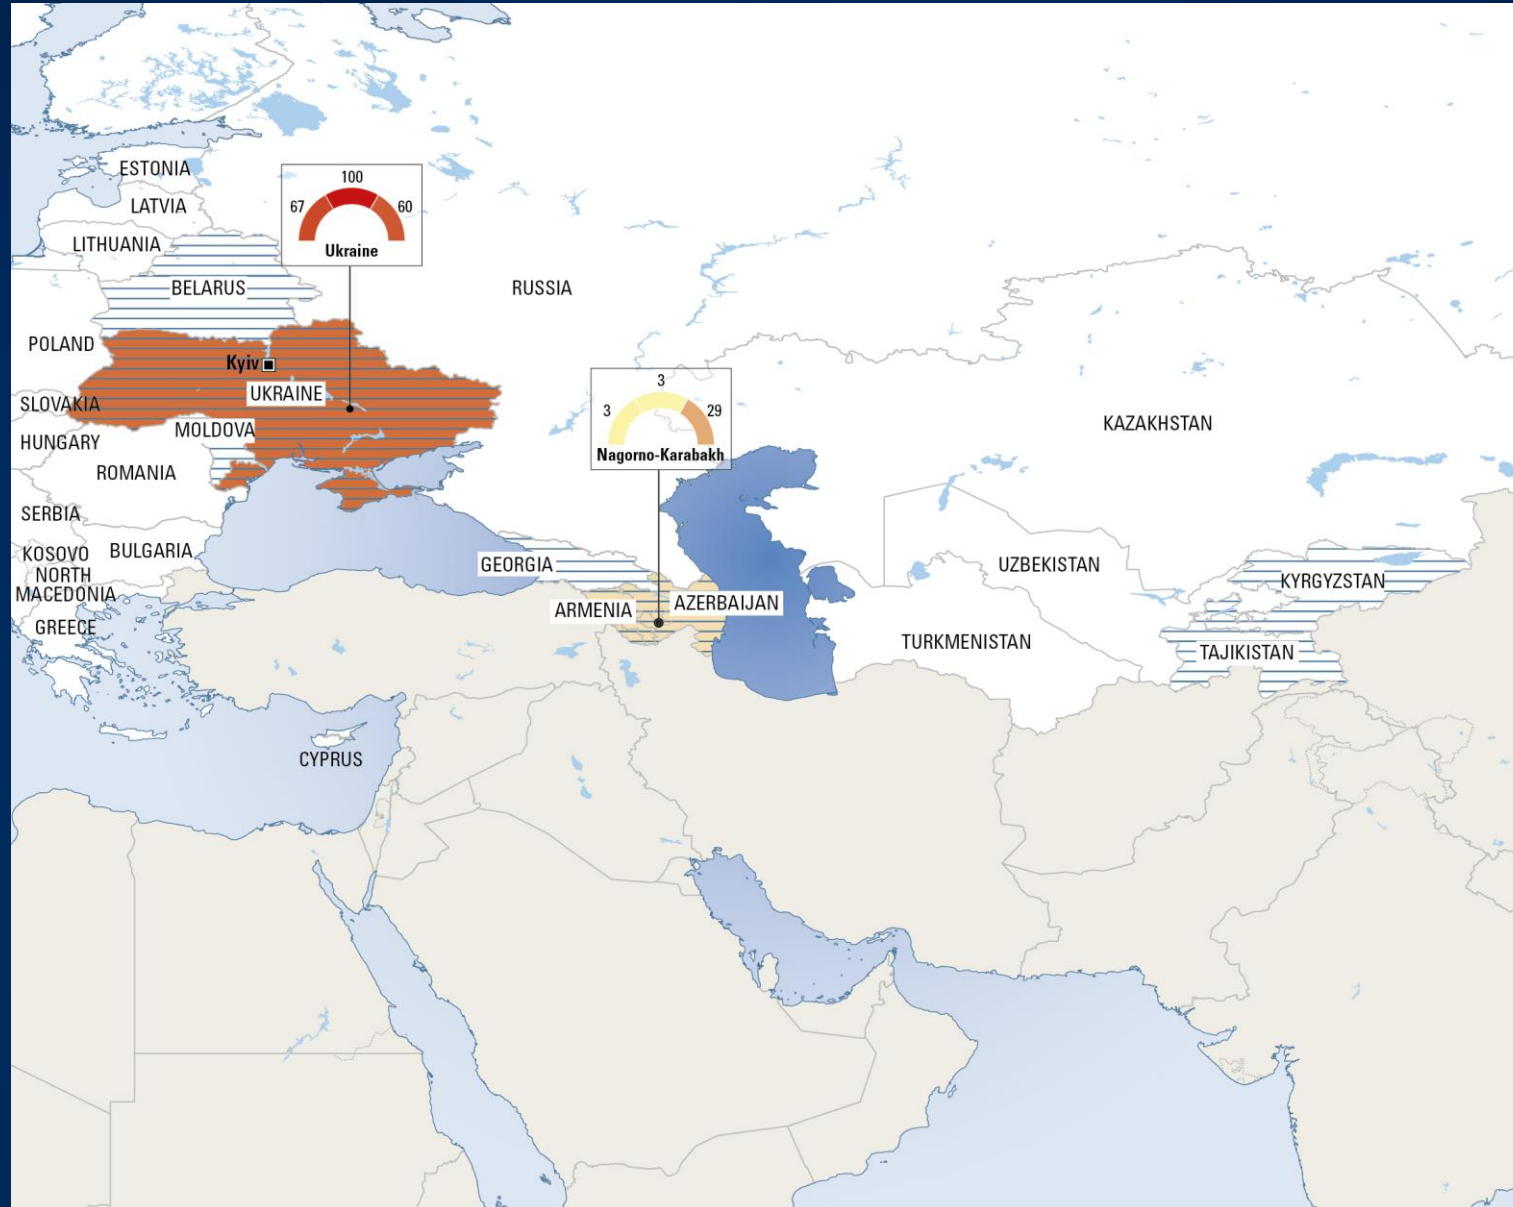 ESTONIA
LATVIA
LITHUANIA
BELARUS
POLAND
100
67
60
Ukraine
RUSSIA
Kyiv
UKRAINE
SLOVAKIA
HUNGARY
MOLDOVA
ROMANIA
SERBIA
KOSOVO
BULGARIA
NORTH
MACEDONIA
GREECE
3
3
29
Nagorno-Karabakh
KAZAKHSTAN
GEORGIA
ARMENIA
AZERBAIJAN
UZBEKISTAN
KYRGYZSTAN
TURKMENISTAN
TAJIKISTAN
CYPRUS